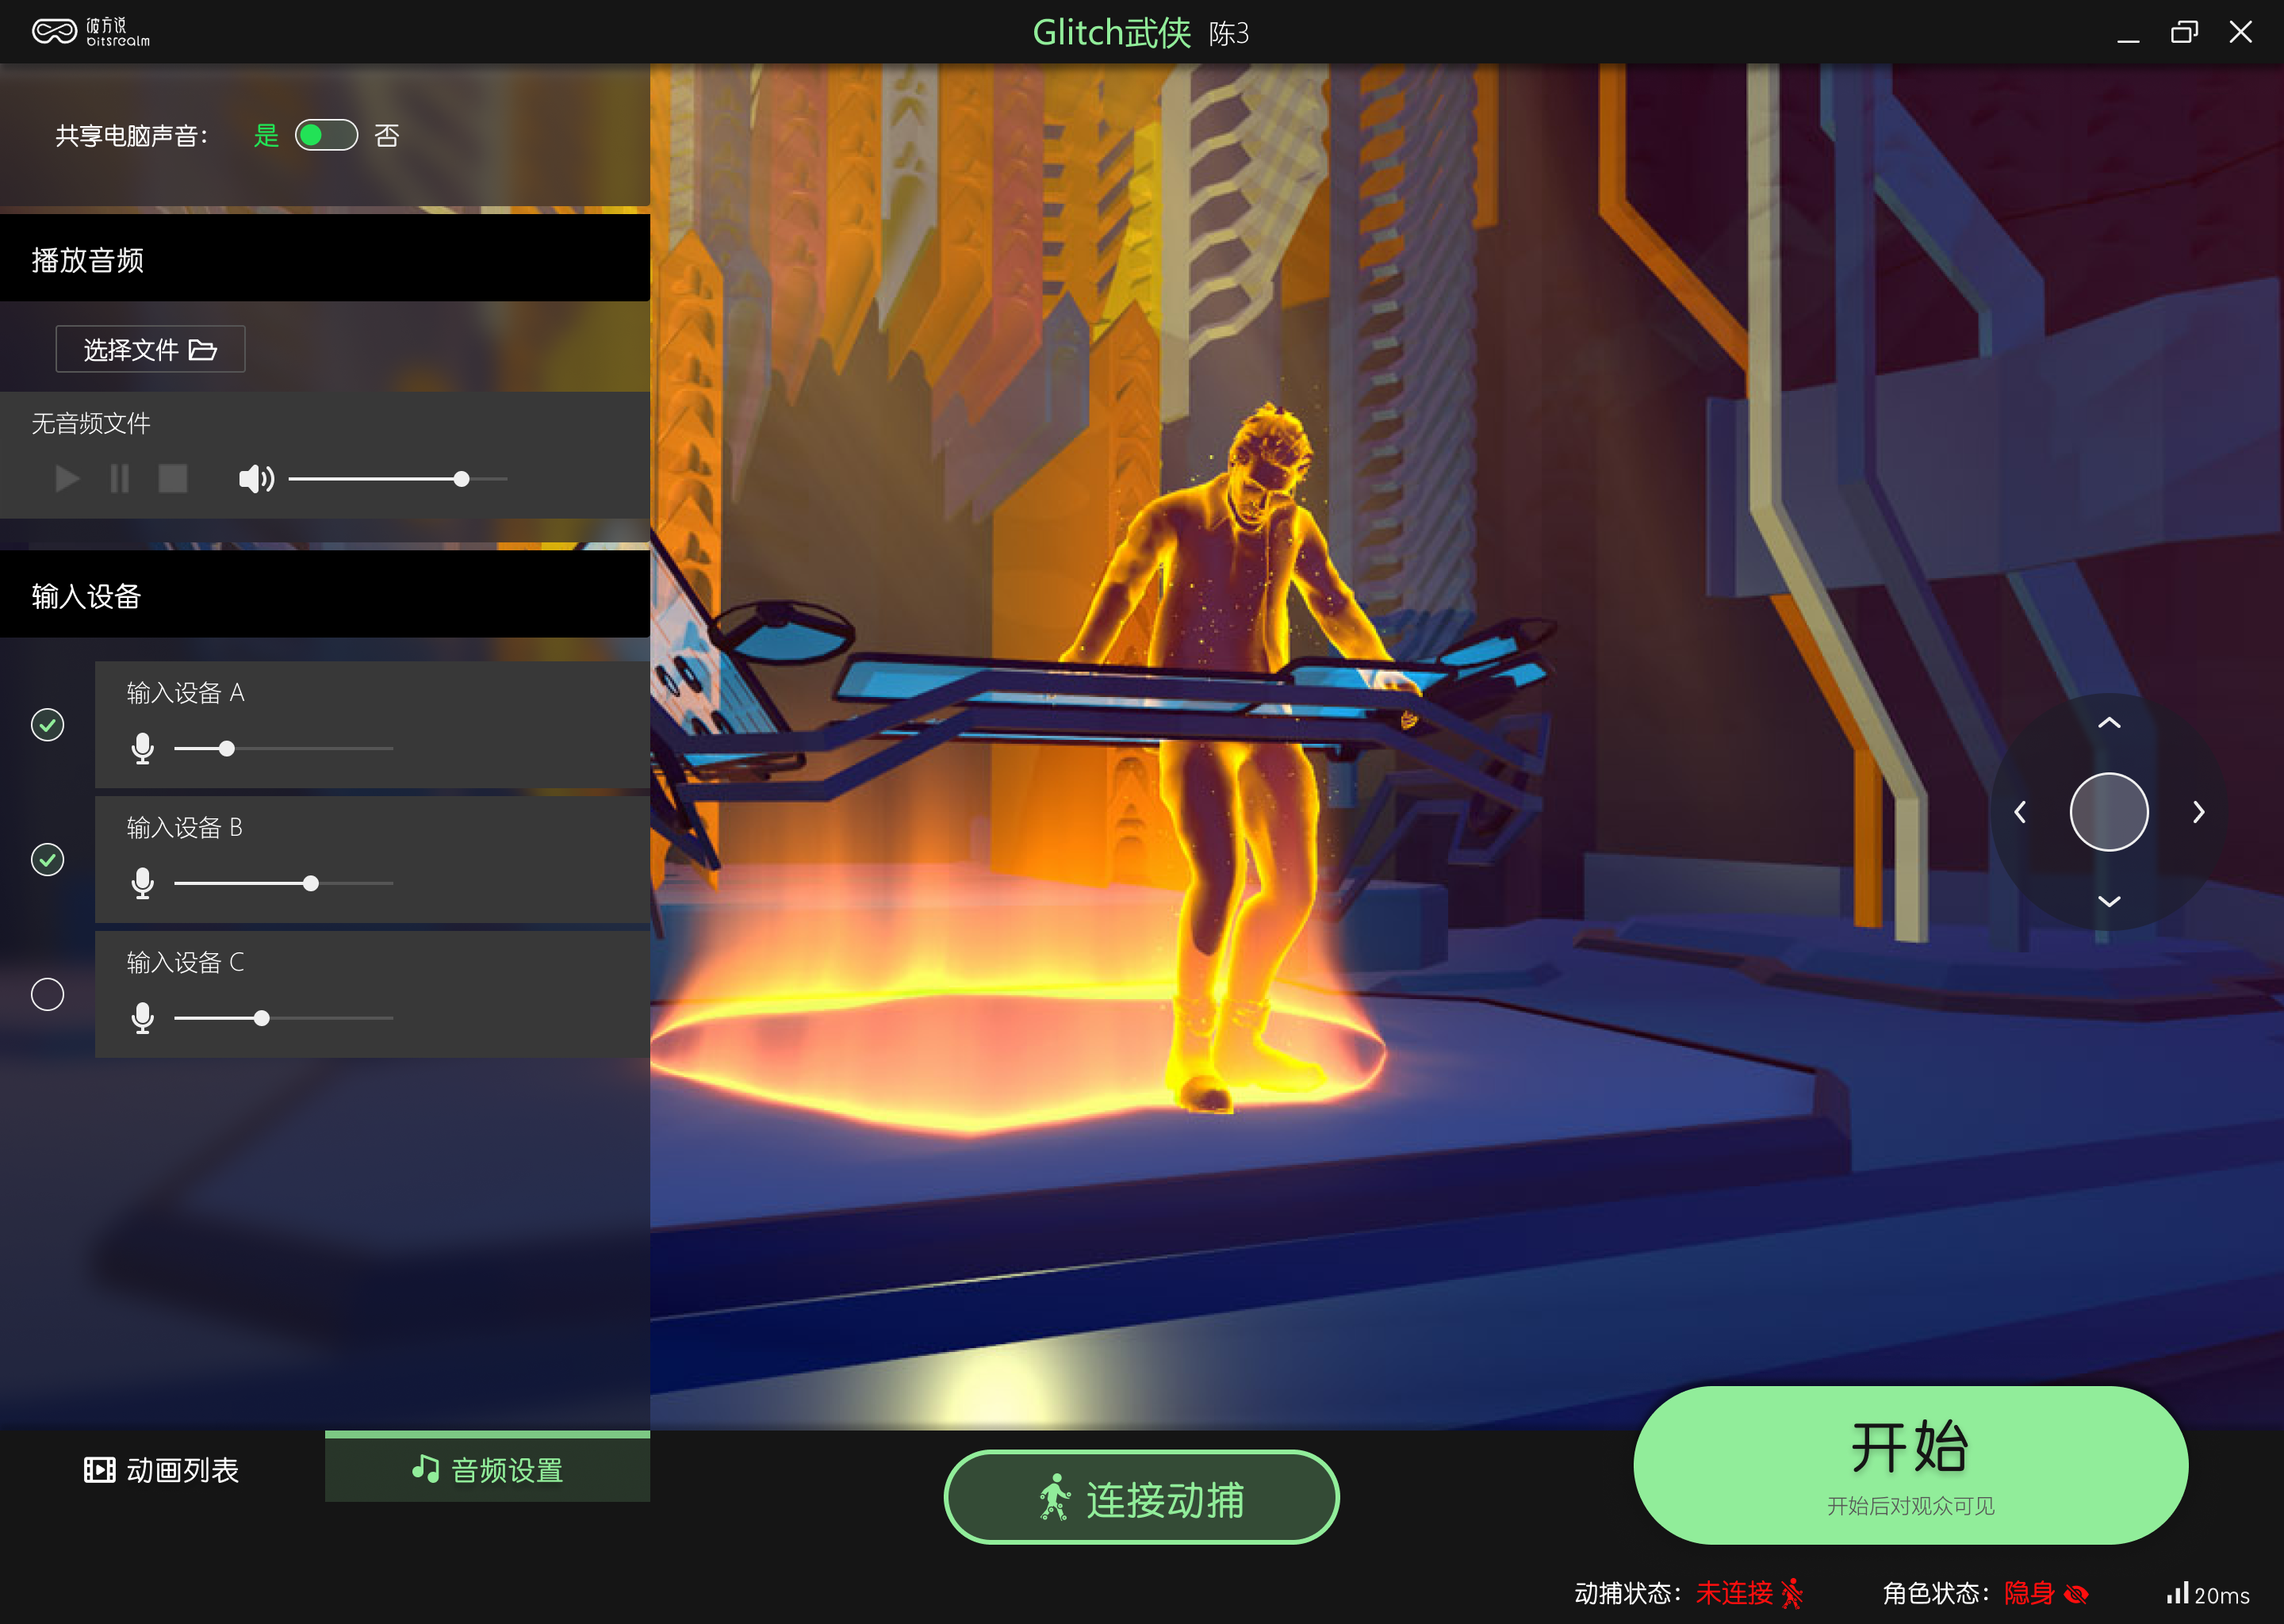 彼方说
bitsrealm
Glitch武侠 陈3
共享电脑声音： 是 否
播放音频
选择文件
无音频文件
输入设备
输入设备 A
输入设备 B
输入设备 C
动画列表
音频设置
连接动捕
开始
开始后对观众可见
动捕状态： 未连接 角色状态： 隐身 20ms